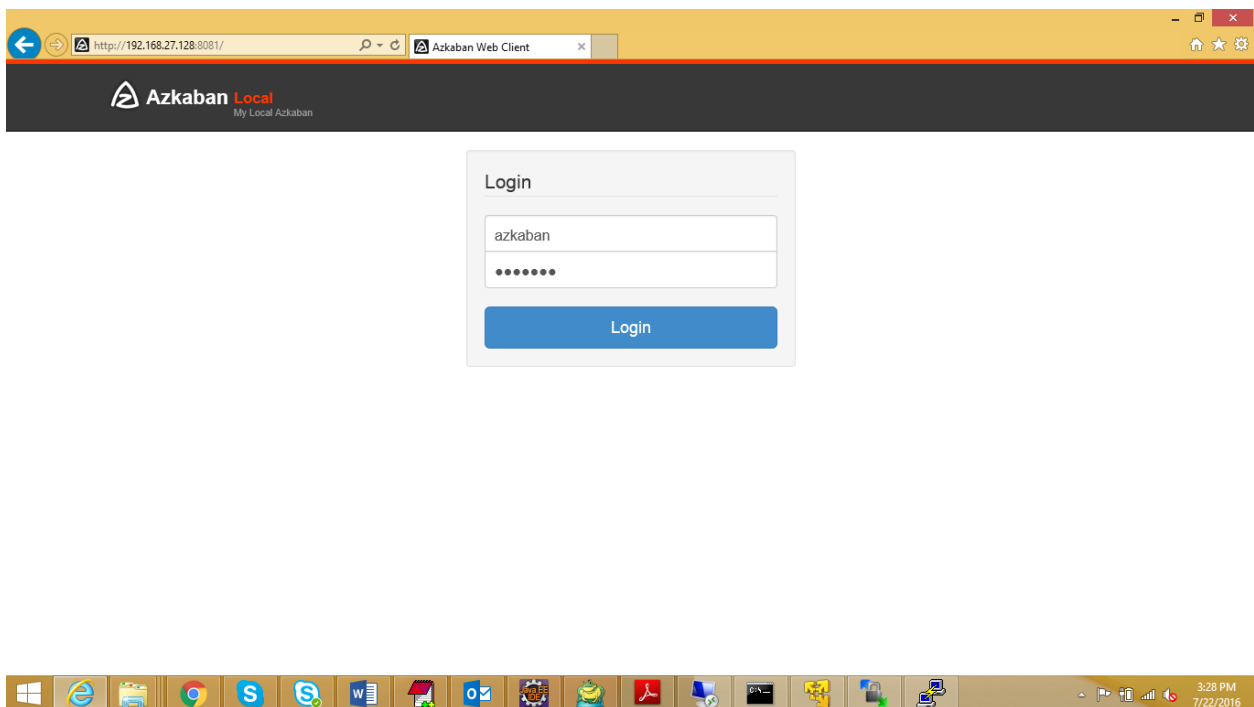 http://192.168.27.128:8081/
Azkaban Web Client
Azkaban Local
My Local Azkaban
Login
azkaban
•••••••
Login
3:28 PM
7/22/2016